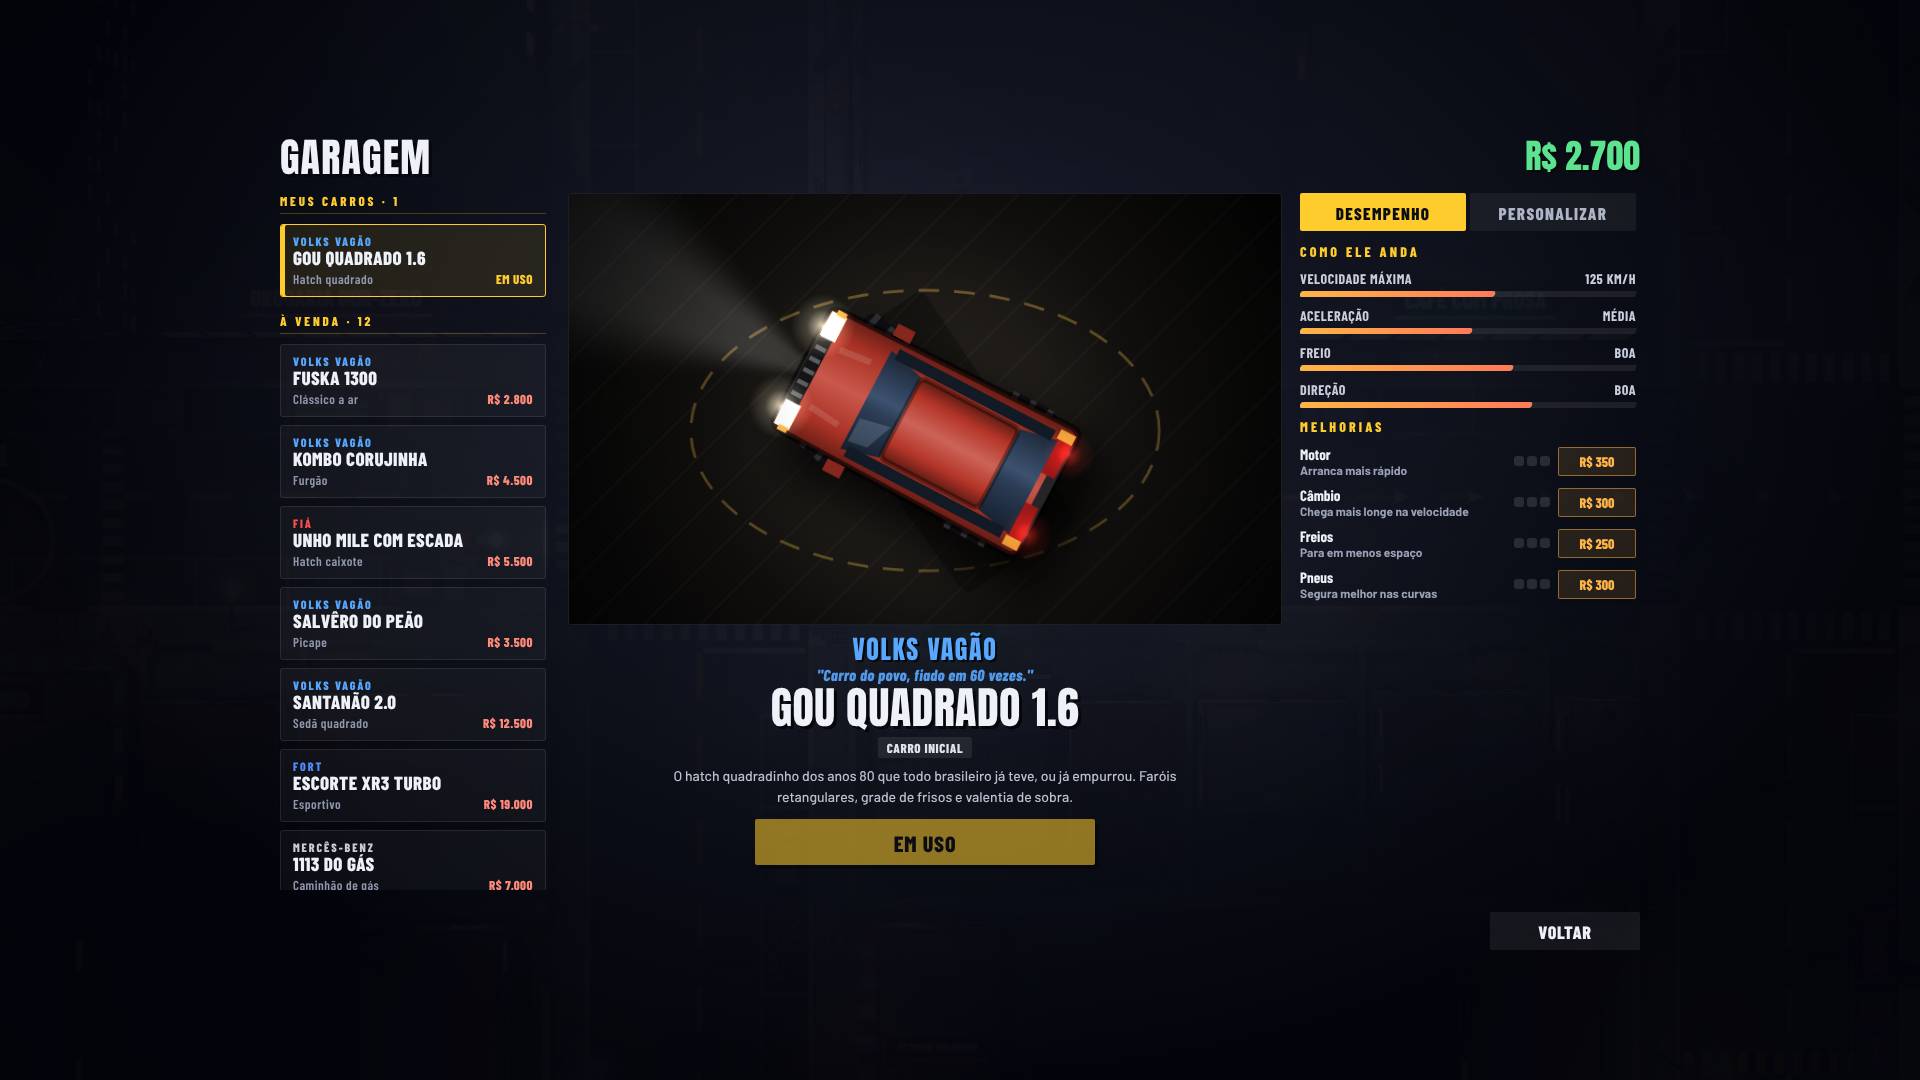 GARAGEM
R$ 2.700
MEUS CARROS · 1
VOLKS VAGÃO
GOU QUADRADO 1.6
Hatch quadrado
EM USO
À VENDA · 12
VOLKS VAGÃO
FUSKA 1300
Clássico a ar
R$ 2.800
VOLKS VAGÃO
KOMBO CORUJINHA
Furgão
R$ 4.500
FIÁ
UNHO MILE COM ESCADA
Hatch caixote
R$ 5.500
VOLKS VAGÃO
SALVÊRO DO PEÃO
Picape
R$ 3.500
VOLKS VAGÃO
SANTANÃO 2.0
Sedã quadrado
R$ 12.500
FORT
ESCORTE XR3 TURBO
Esportivo
R$ 19.000
MERCÊS-BENZ
1113 DO GÁS
Caminhão de gás
R$ 7.000
VOLKS VAGÃO
"Carro do povo, fiado em 60 vezes."
GOU QUADRADO 1.6
CARRO INICIAL
O hatch quadradinho dos anos 80 que todo brasileiro já teve, ou já empurrou. Faróis
retangulares, grade de frisos e valentia de sobra.
EM USO
DESEMPENHO
PERSONALIZAR
COMO ELE ANDA
VELOCIDADE MÁXIMA
125 KM/H
ACELERAÇÃO
MÉDIA
FREIO
BOA
DIREÇÃO
BOA
MELHORIAS
Motor
Arranca mais rápido
R$ 350
Câmbio
Chega mais longe na velocidade
R$ 300
Freios
Para em menos espaço
R$ 250
Pneus
Segura melhor nas curvas
R$ 300
VOLTAR